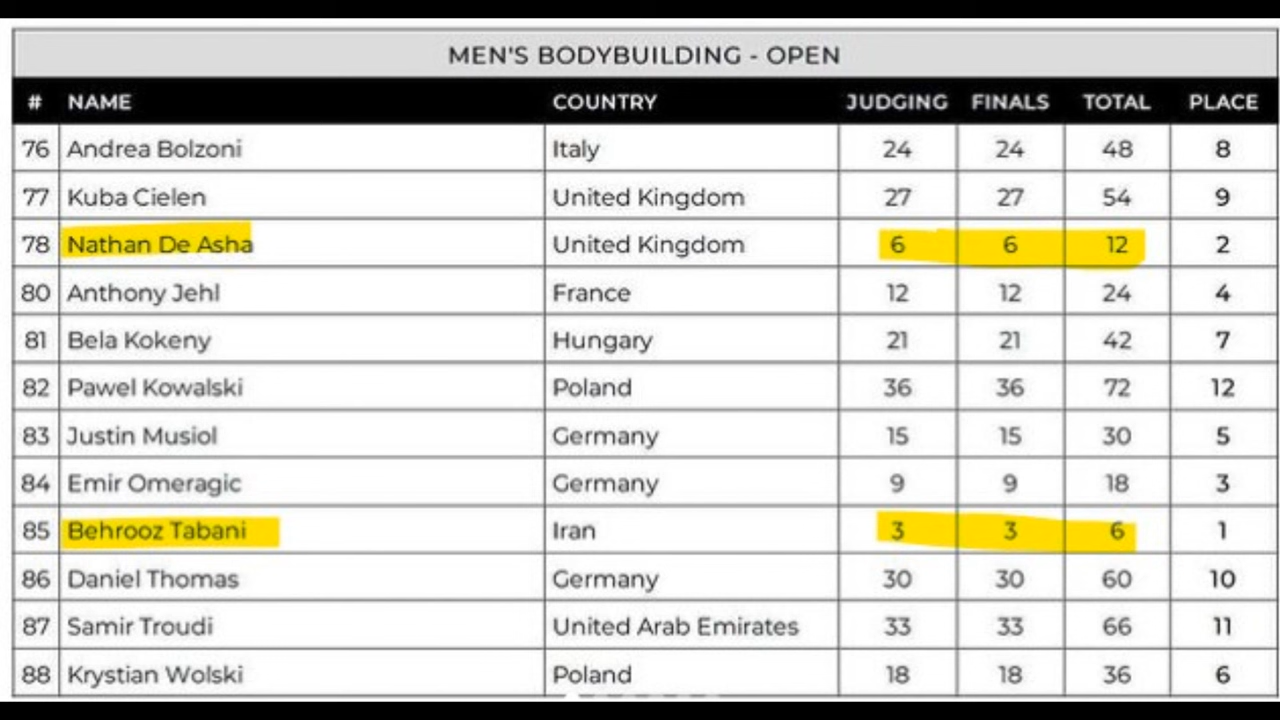 MEN'S BODYBUILDING - OPEN
# NAME COUNTRY JUDGING FINALS TOTAL PLACE
76 Andrea Bolzoni Italy 24 24 48 8
77 Kuba Cielen United Kingdom 27 27 54 9
78 Nathan De Asha United Kingdom 6 6 12 2
80 Anthony Jehl France 12 12 24 4
81 Bela Kokeny Hungary 21 21 42 7
82 Pawel Kowalski Poland 36 36 72 12
83 Justin Musiol Germany 15 15 30 5
84 Emir Omeragic Germany 9 9 18 3
85 Behrooz Tabani Iran 3 3 6 1
86 Daniel Thomas Germany 30 30 60 10
87 Samir Troudi United Arab Emirates 33 33 66 11
88 Krystian Wolski Poland 18 18 36 6